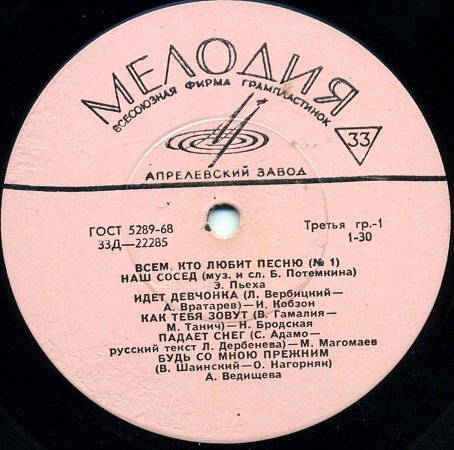 МЕЛОДИЯ
ВСЕСОЮЗНАЯ ФИРМА ГРАМПЛАСТИНОК
33
АПРЕЛЕВСКИЙ ЗАВОД
ГОСТ 5289-68
33Д—22285
Третья гр.-1
1-30
ВСЕМ, КТО ЛЮБИТ ПЕСНЮ (№ 1)
НАШ СОСЕД (муз. и сл. Б. Потемкина)
Э. Пьеха
ИДЕТ ДЕВЧОНКА (Л. Вербицкий—
А. Вратарев)—И. Кобзон
КАК ТЕБЯ ЗОВУТ (В. Гамалия—
М. Танич)—Н. Бродская
ПАДАЕТ СНЕГ (С. Адамо—
русский текст Л. Дербенева)—М. Магомаев
БУДЬ СО МНОЮ ПРЕЖНИМ
(В. Шаинский—О. Нагорняк)
А. Ведищева